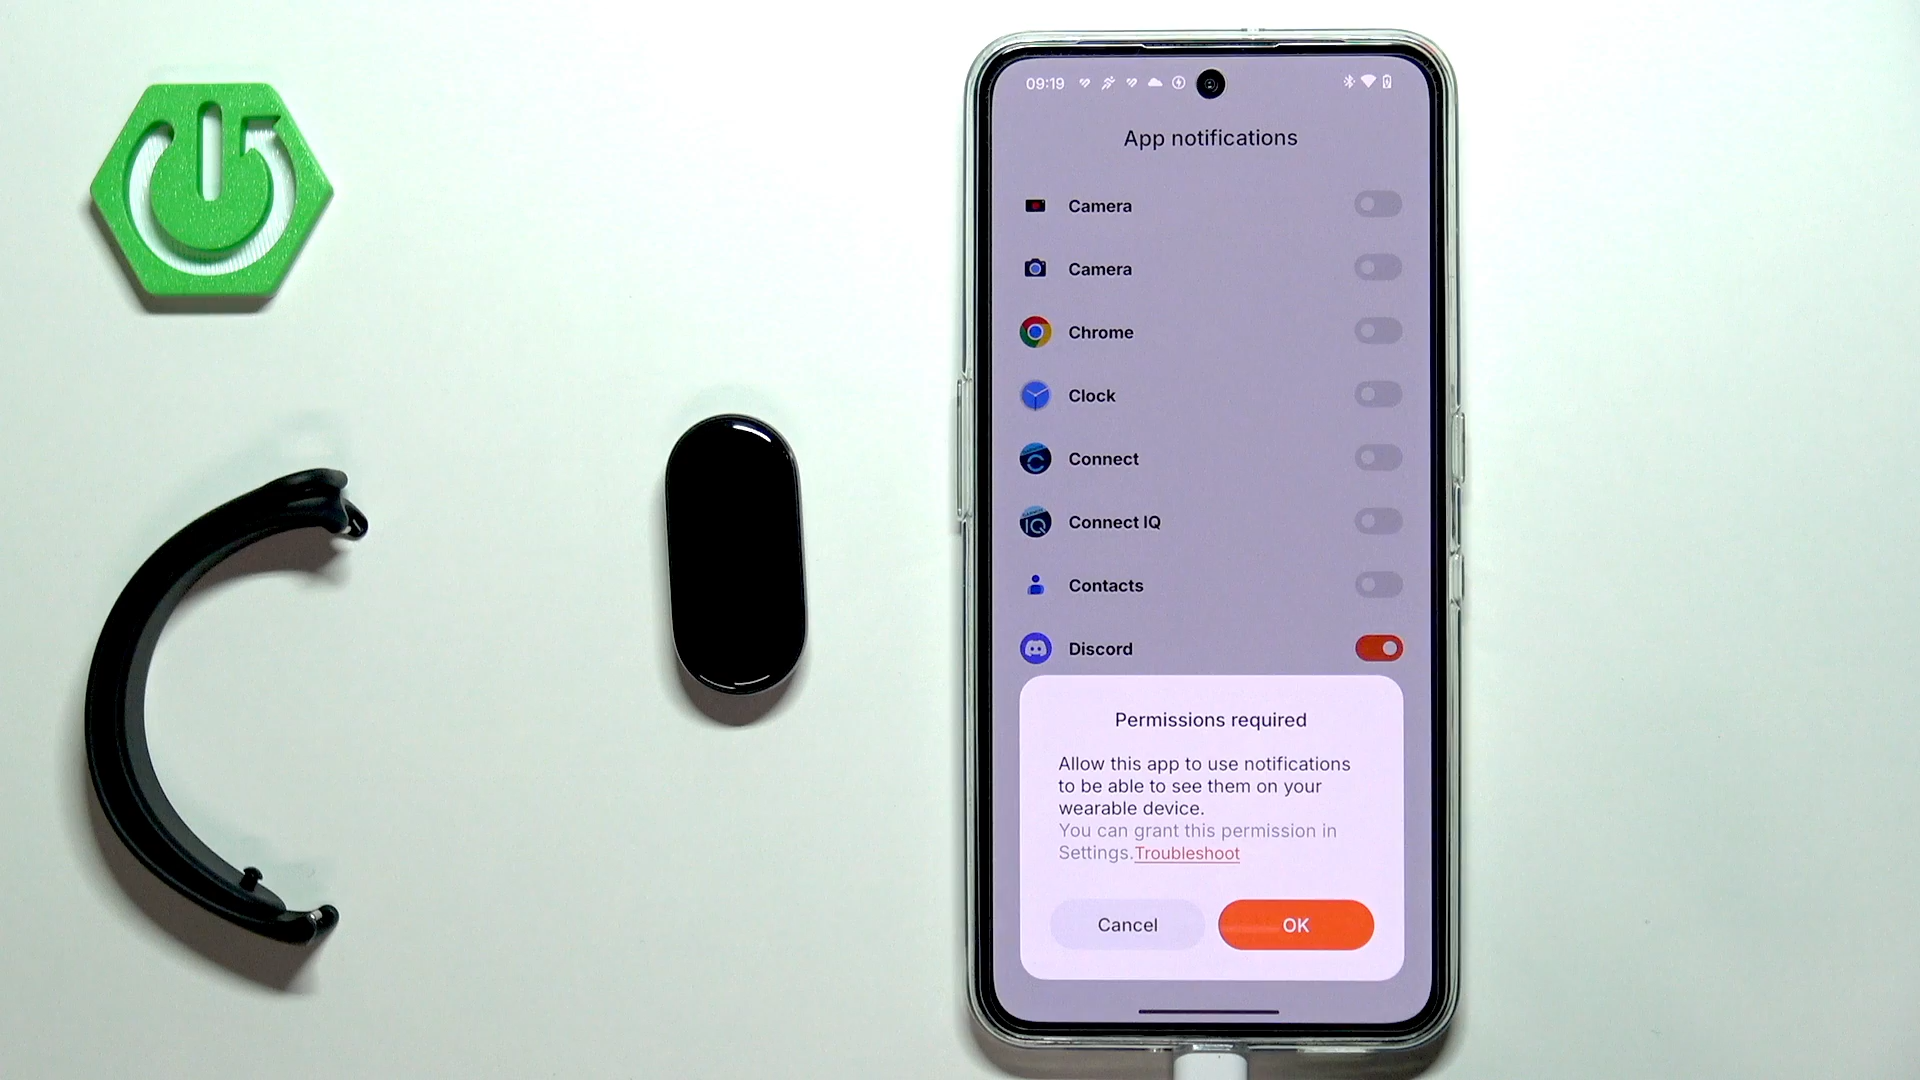 09:19
App notifications
Camera
Camera
Chrome
Clock
Connect
IQ Connect IQ
Contacts
Discord
Permissions required
Allow this app to use notifications
to be able to see them on your
wearable device.
You can grant this permission in
Settings.Troubleshoot
Cancel OK